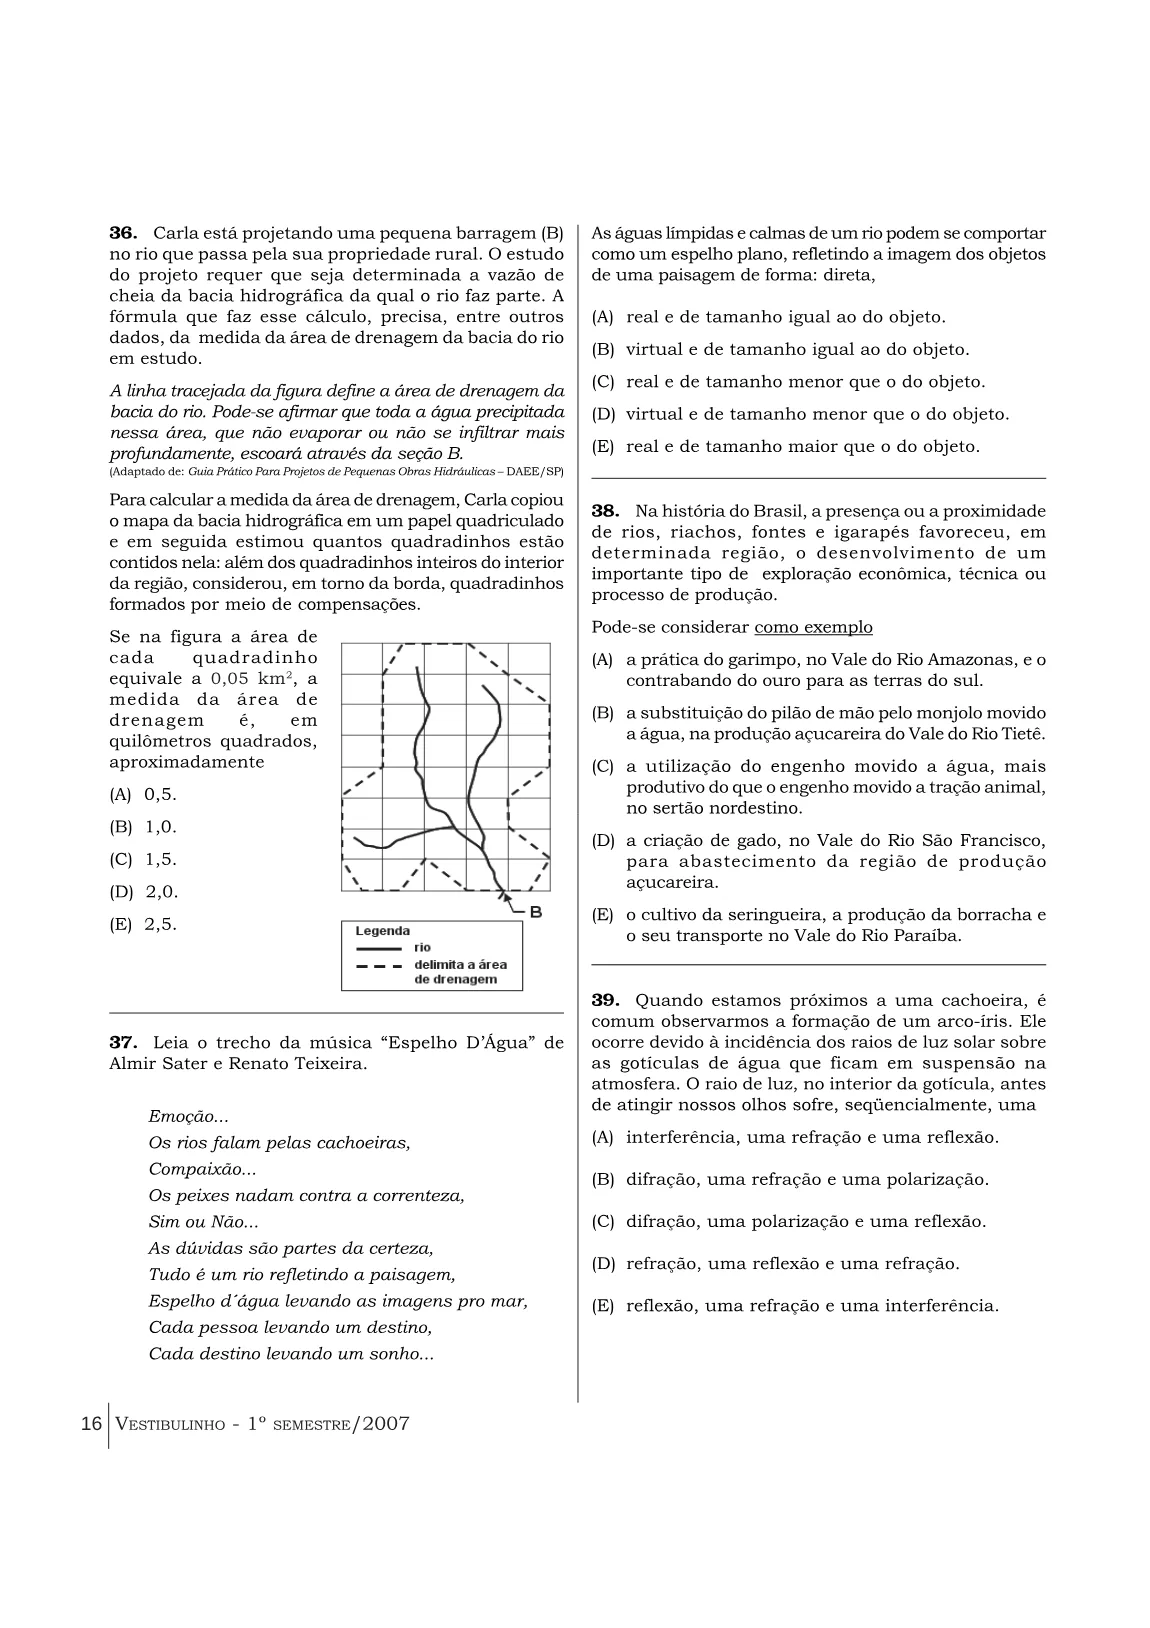 36. Carla está projetando uma pequena barragem (B)
no rio que passa pela sua propriedade rural. O estudo
do projeto requer que seja determinada a vazão de
cheia da bacia hidrográfica da qual o rio faz parte. A
fórmula que faz esse cálculo, precisa, entre outros
dados, da medida da área de drenagem da bacia do rio
em estudo.
A linha tracejada da figura define a área de drenagem da
bacia do rio. Pode-se afirmar que toda a água precipitada
nessa área, que não evaporar ou não se infiltrar mais
profundamente, escoará através da seção B.
(Adaptado de: Guia Prático Para Projetos de Pequenas Obras Hidráulicas – DAEE/SP)
Para calcular a medida da área de drenagem, Carla copiou
o mapa da bacia hidrográfica em um papel quadriculado
e em seguida estimou quantos quadradinhos estão
contidos nela: além dos quadradinhos inteiros do interior
da região, considerou, em torno da borda, quadradinhos
formados por meio de compensações.
Se na figura a área de
cada quadradinho
equivale a 0,05 km², a
medida da área de
drenagem é, em
quilômetros quadrados,
aproximadamente
(A) 0,5.
(B) 1,0.
(C) 1,5.
(D) 2,0.
(E) 2,5.
B
Legenda
rio
delimita a área
de drenagem
37. Leia o trecho da música “Espelho D’Água” de
Almir Sater e Renato Teixeira.
Emoção...
Os rios falam pelas cachoeiras,
Compaixão...
Os peixes nadam contra a correnteza,
Sim ou Não...
As dúvidas são partes da certeza,
Tudo é um rio refletindo a paisagem,
Espelho d´água levando as imagens pro mar,
Cada pessoa levando um destino,
Cada destino levando um sonho...
As águas límpidas e calmas de um rio podem se comportar
como um espelho plano, refletindo a imagem dos objetos
de uma paisagem de forma: direta,
(A) real e de tamanho igual ao do objeto.
(B) virtual e de tamanho igual ao do objeto.
(C) real e de tamanho menor que o do objeto.
(D) virtual e de tamanho menor que o do objeto.
(E) real e de tamanho maior que o do objeto.
38. Na história do Brasil, a presença ou a proximidade
de rios, riachos, fontes e igarapés favoreceu, em
determinada região, o desenvolvimento de um
importante tipo de exploração econômica, técnica ou
processo de produção.
Pode-se considerar como exemplo
(A) a prática do garimpo, no Vale do Rio Amazonas, e o
contrabando do ouro para as terras do sul.
(B) a substituição do pilão de mão pelo monjolo movido
a água, na produção açucareira do Vale do Rio Tietê.
(C) a utilização do engenho movido a água, mais
produtivo do que o engenho movido a tração animal,
no sertão nordestino.
(D) a criação de gado, no Vale do Rio São Francisco,
para abastecimento da região de produção
açucareira.
(E) o cultivo da seringueira, a produção da borracha e
o seu transporte no Vale do Rio Paraíba.
39. Quando estamos próximos a uma cachoeira, é
comum observarmos a formação de um arco-íris. Ele
ocorre devido à incidência dos raios de luz solar sobre
as gotículas de água que ficam em suspensão na
atmosfera. O raio de luz, no interior da gotícula, antes
de atingir nossos olhos sofre, seqüencialmente, uma
(A) interferência, uma refração e uma reflexão.
(B) difração, uma refração e uma polarização.
(C) difração, uma polarização e uma reflexão.
(D) refração, uma reflexão e uma refração.
(E) reflexão, uma refração e uma interferência.
16 VESTIBULINHO - 1º SEMESTRE/2007